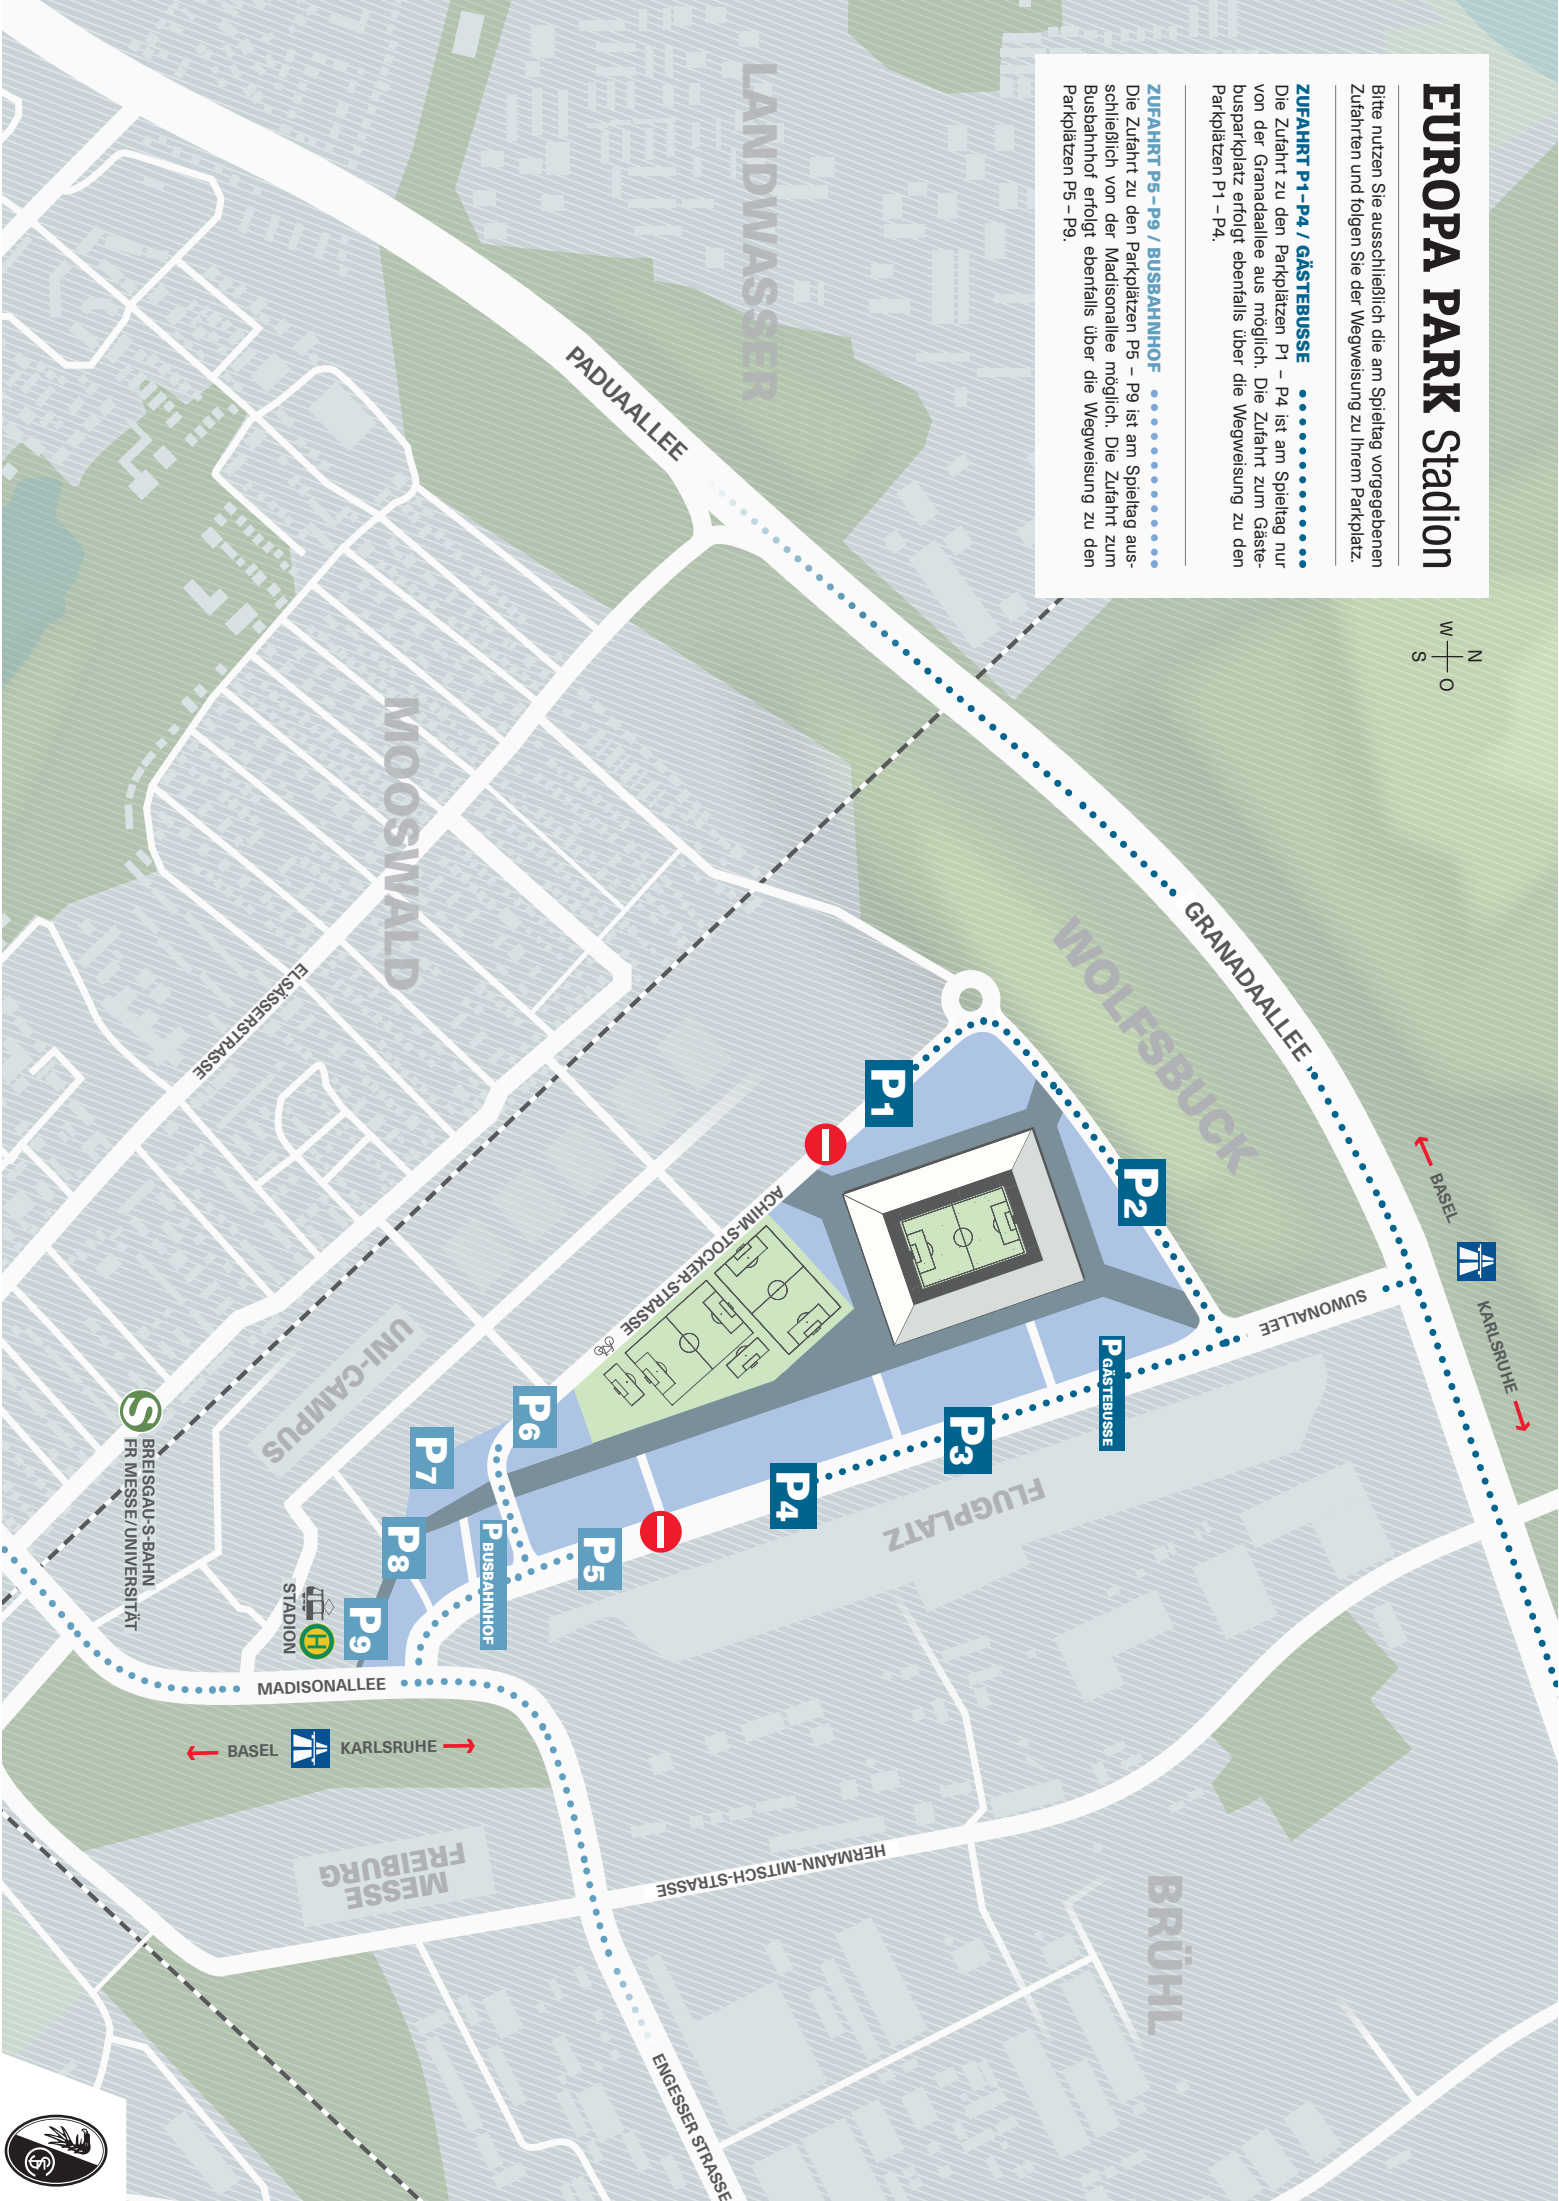 EUROPA PARK Stadion
Bitte nutzen Sie ausschließlich die am Spieltag vorgegebenen
Zufahrten und folgen Sie der Wegweisung zu Ihrem Parkplatz.
ZUFAHRT P1 – P4 / GÄSTEBUSSE
Die Zufahrt zu den Parkplätzen P1 – P4 ist am Spieltag nur
von der Granadaallee aus möglich. Die Zufahrt zum Gäste-
busparkplatz erfolgt ebenfalls über die Wegweisung zu den
Parkplätzen P1 – P4.
ZUFAHRT P5 – P9 / BUSBAHNHOF
Die Zufahrt zu den Parkplätzen P5 – P9 ist am Spieltag aus-
schließlich von der Madisonallee möglich. Die Zufahrt zum
Busbahnhof erfolgt ebenfalls über die Wegweisung zu den
Parkplätzen P5 – P9.
N
W
O
S
BASEL
KARLSRUHE
GRANADAALLEE
WOLFSBUCK
SUWONALLEE
LANDWASSER
PADUAALLEE
P2
P GÄSTEBUSSE
P1
P3
P4
FLUGPLATZ
BRÜHL
ACHIM-STOCKER-STRASSE
HERMANN-MITSCH-STRASSE
ENGESSER STRASSE
P5
P6
P BUSBAHNHOF
P7
P8
P9
MOOSWALD
ELSÄSSERSTRASSE
UNI-CAMPUS
H
STADION
MADISONALLEE
BASEL
KARLSRUHE
MESSE
FREIBURG
S
BREISGAU-S-BAHN
FR MESSE / UNIVERSITÄT